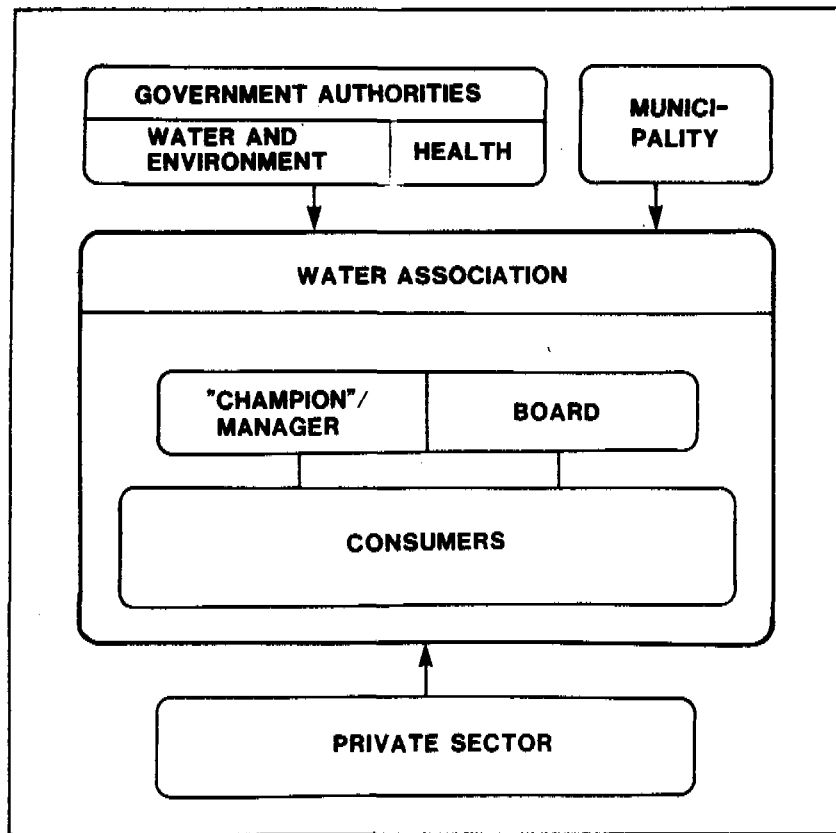 GOVERNMENT AUTHORITIES
WATER AND
ENVIRONMENT
HEALTH
MUNICI-
PALITY
WATER ASSOCIATION
"CHAMPION"/
MANAGER
BOARD
CONSUMERS
PRIVATE SECTOR